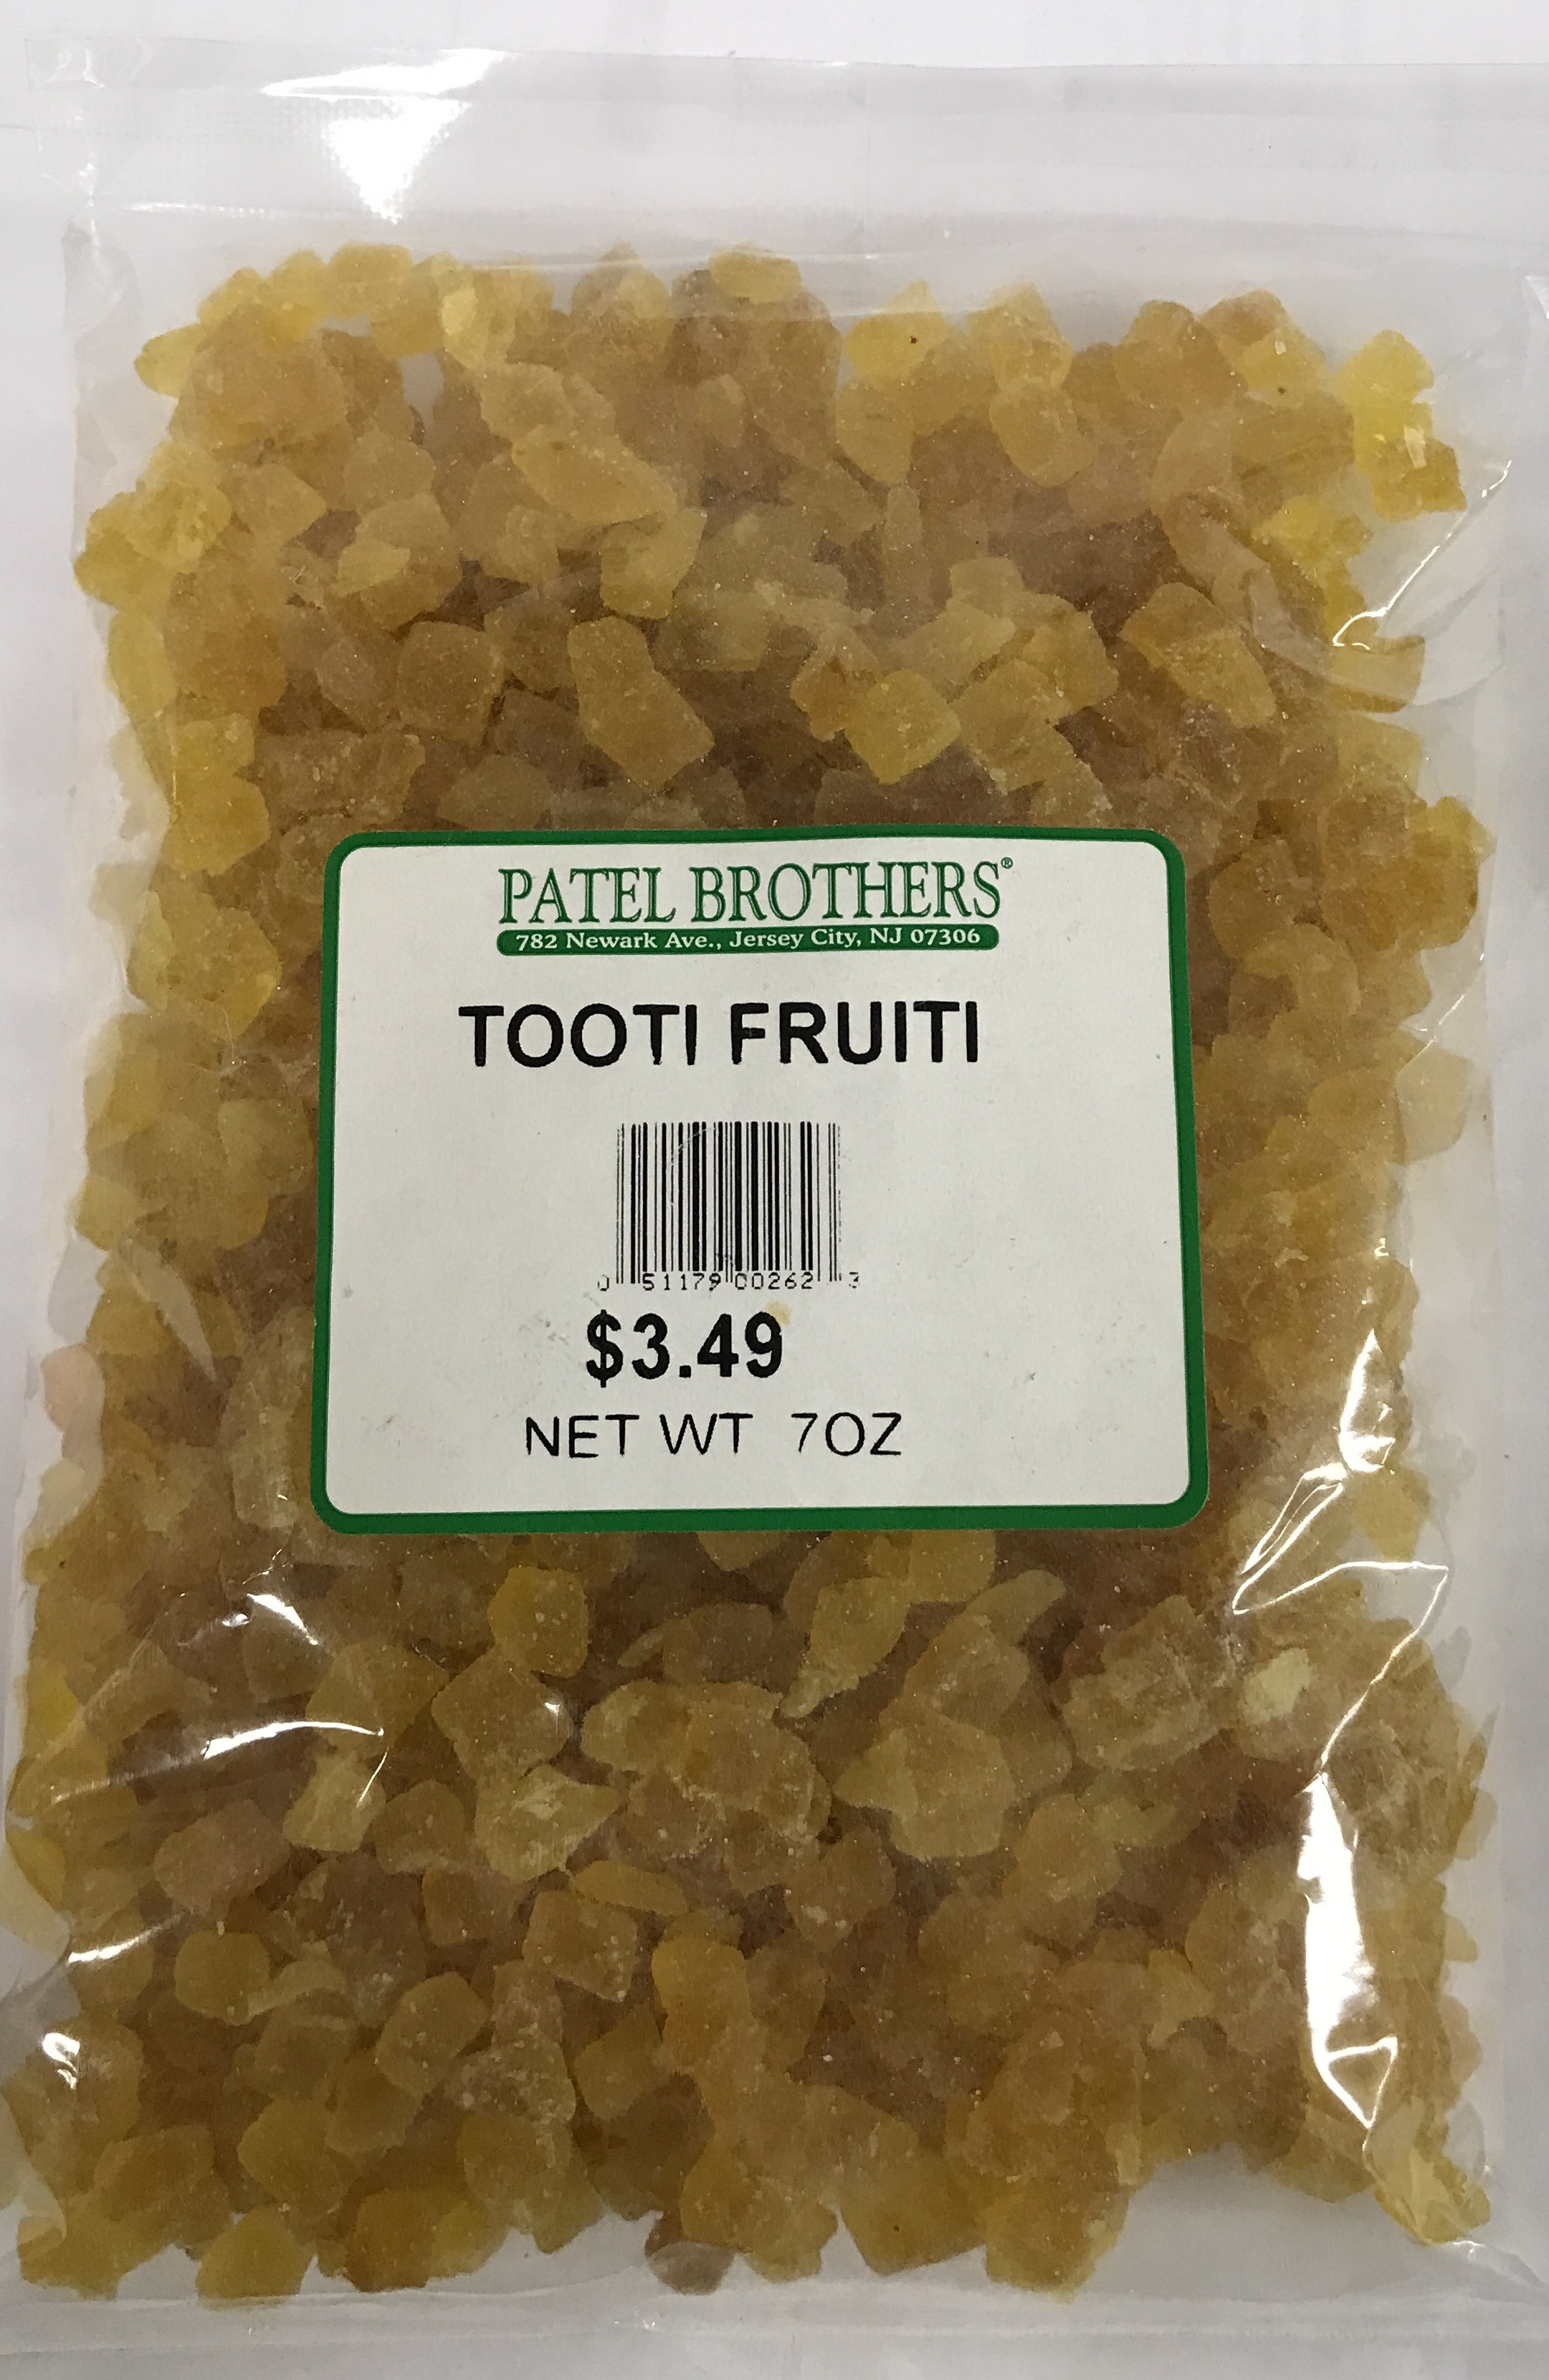 PATEL BROTHERS®
782 Newark Ave., Jersey City, NJ 07306
TOOTI FRUITI
0 51179 00262 3
$3.49
NET WT 7OZ